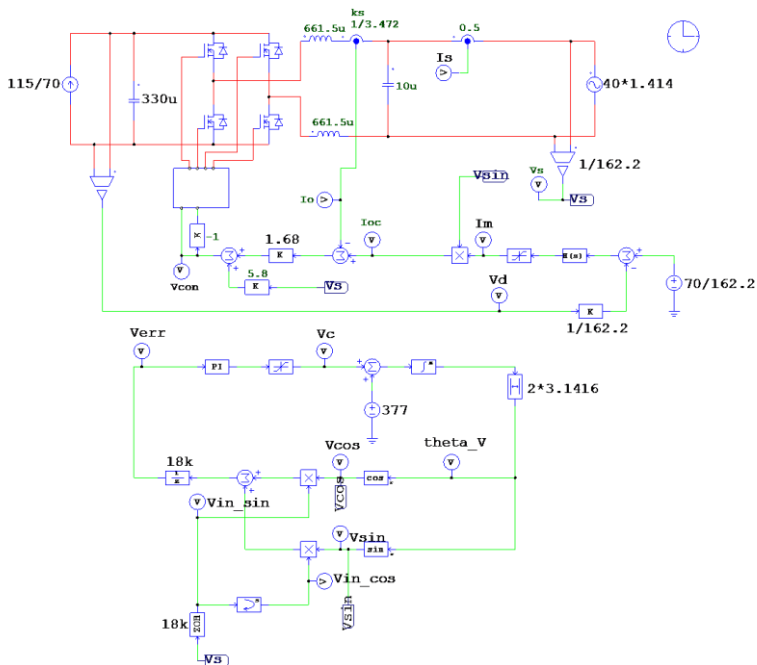 ks
661.5u
1/3.472
0.5
Is
V
115/70
330u
10u
40*1.414
661.5u
1/162.2
Vs
V
Vs
Vsin
Io
V
K
-1
1.68
K
Ioc
V
Im
V
H(s)
5.8
K
Vs
V
Vcon
Vd
V
K
1/162.2
70/162.2
Verr
V
PI
Vc
V
377
2*3.1416
Vcos
V
theta_V
V
18k
cos
Vcos
V
Vin_sin
Vsin
V
sin
V
Vin_cos
Vsin
18k
ZOH
Vs